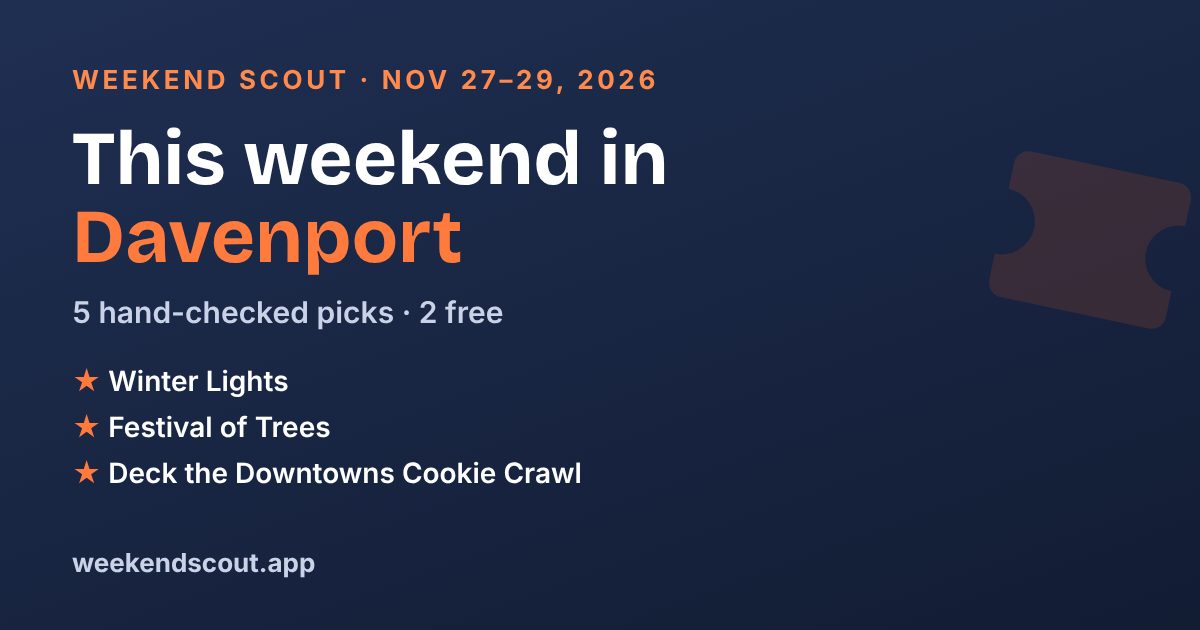 WEEKEND SCOUT · NOV 27–29, 2026
This weekend in
Davenport
5 hand-checked picks · 2 free
★ Winter Lights
★ Festival of Trees
★ Deck the Downtowns Cookie Crawl
weekendscout.app